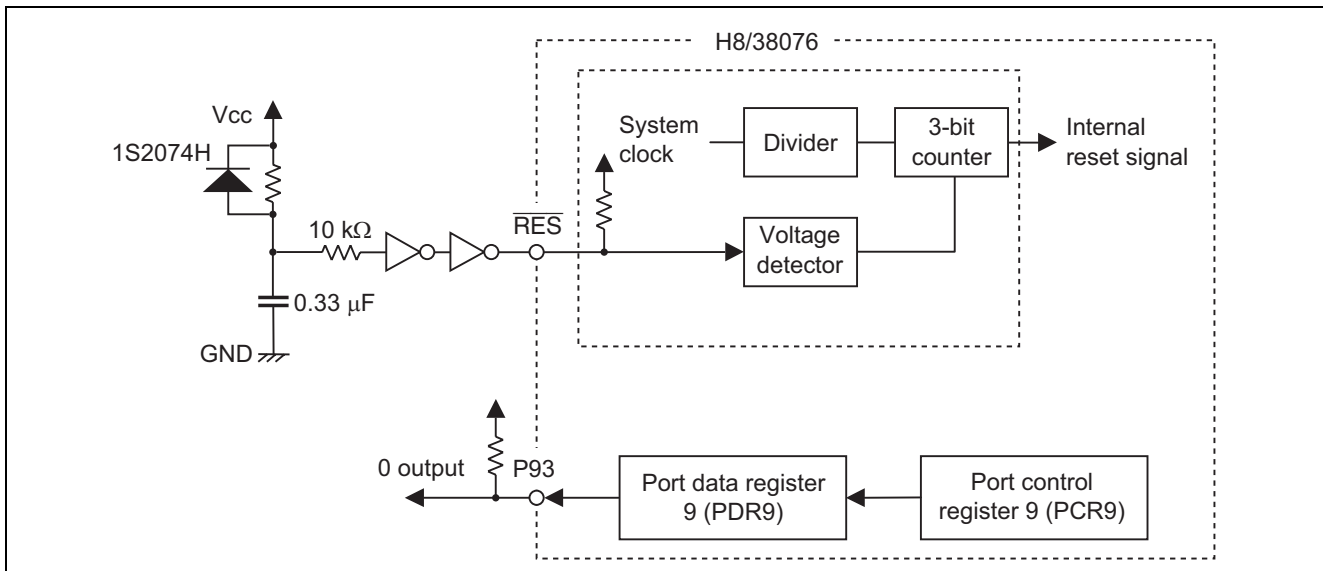 H8/38076
Vcc
1S2074H
10 kΩ
0.33 μF
GND
RES
System
clock
Divider
3-bit
counter
Internal
reset signal
Voltage
detector
0 output
P93
Port data register
9 (PDR9)
Port control
register 9 (PCR9)